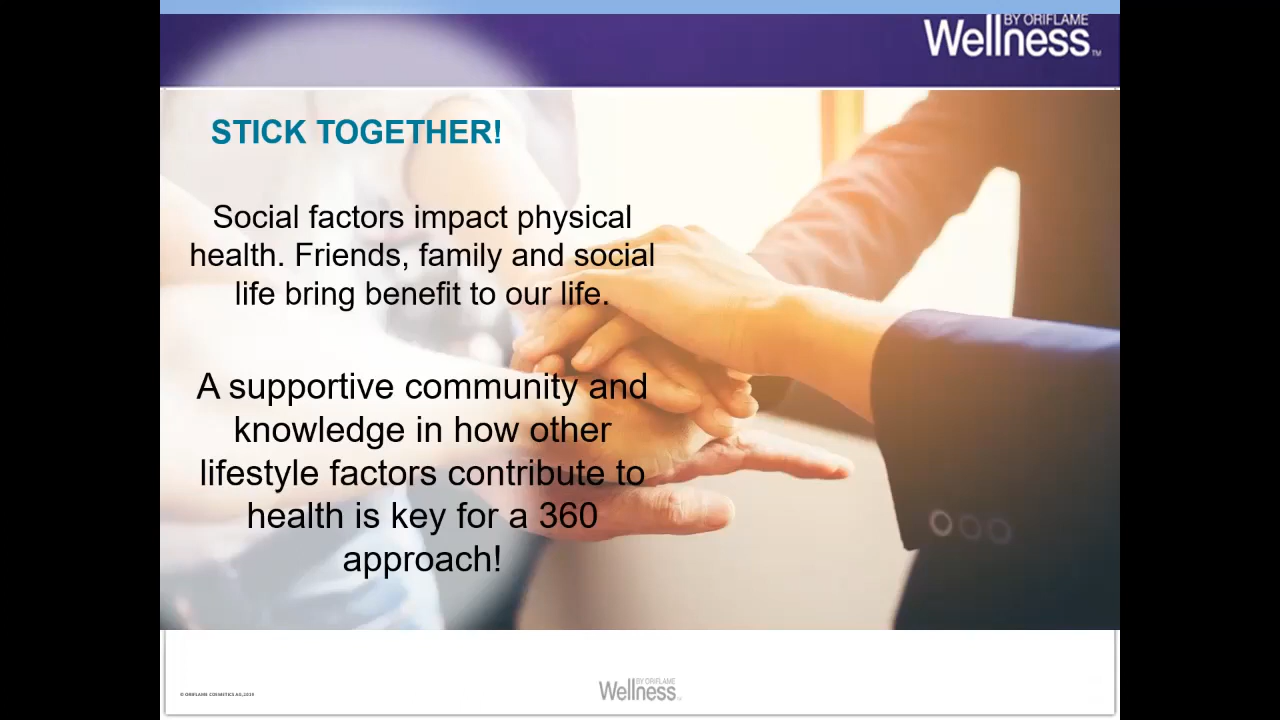 BY ORIFLAME
Wellness™
STICK TOGETHER!
Social factors impact physical
health. Friends, family and social
life bring benefit to our life.
A supportive community and
knowledge in how other
lifestyle factors contribute to
health is key for a 360
approach!
© ORIFLAME COSMETICS AG, 2019
BY ORIFLAME
Wellness™